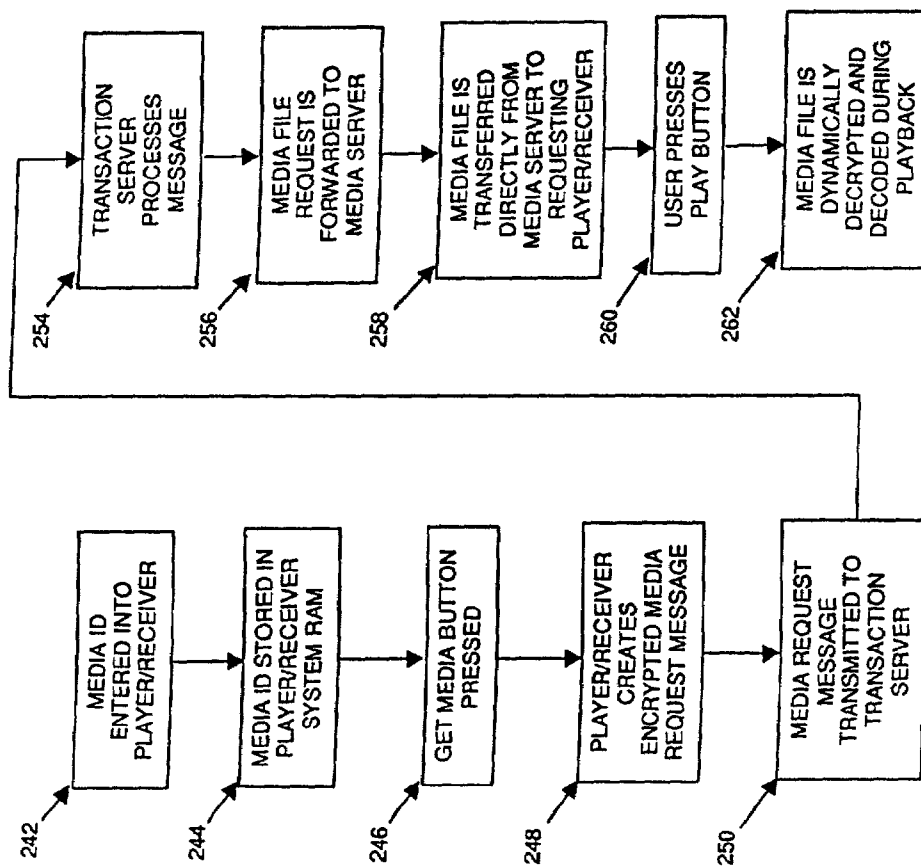 242
MEDIA ID
ENTERED INTO
PLAYER/RECEIVER
244
MEDIA ID STORED IN
PLAYER/RECEIVER
SYSTEM RAM
246
GET MEDIA BUTTON
PRESSED
248
PLAYER/RECEIVER
CREATES
ENCRYPTED MEDIA
REQUEST MESSAGE
250
MEDIA REQUEST
MESSAGE
TRANSMITTED TO
TRANSACTION
SERVER
254
TRANSACTION
SERVER
PROCESSES
MESSAGE
256
MEDIA FILE
REQUEST IS
FORWARDED TO
MEDIA SERVER
258
MEDIA FILE IS
TRANSFERRED
DIRECTLY FROM
MEDIA SERVER TO
REQUESTING
PLAYER/RECEIVER
260
USER PRESSES
PLAY BUTTON
262
MEDIA FILE IS
DYNAMICALLY
DECRYPTED AND
DECODED DURING
PLAYBACK